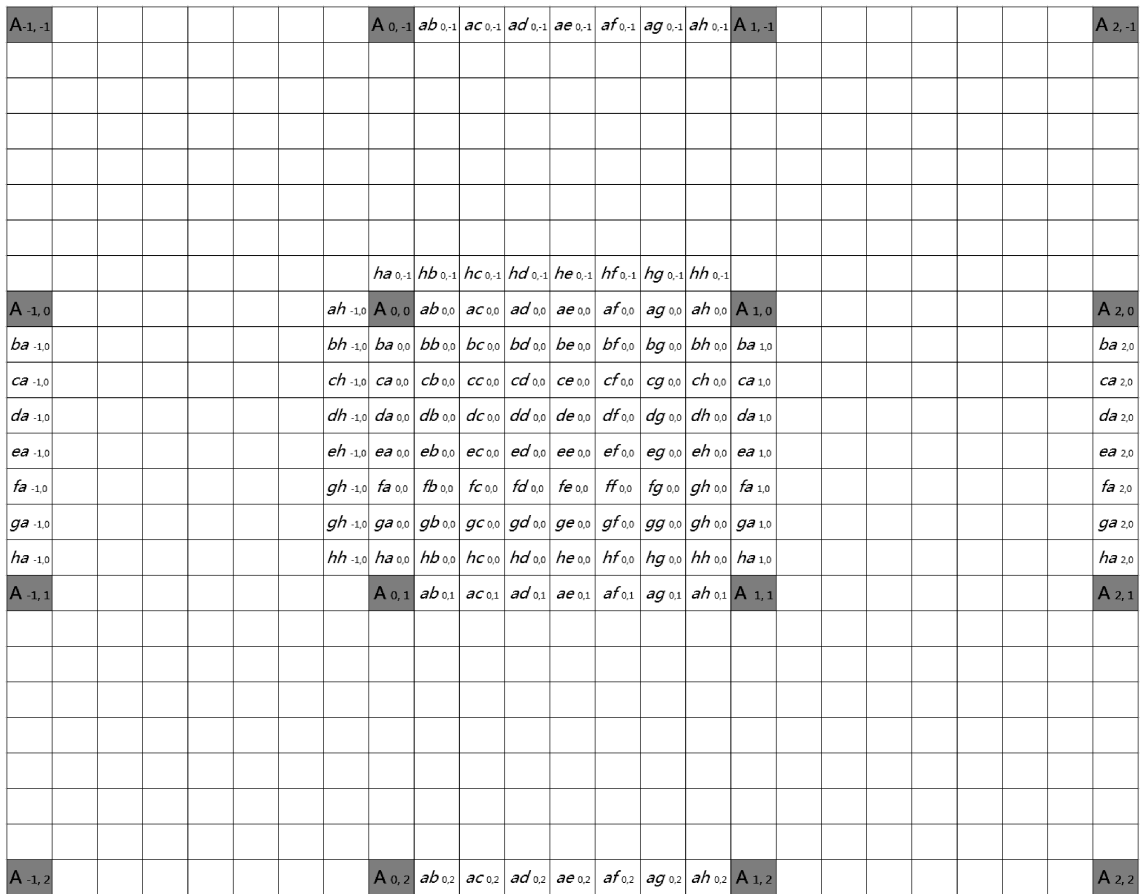 A-1, -1 A 0, -1 ab 0,-1 ac 0,-1 ad 0,-1 ae 0,-1 af 0,-1 ag 0,-1 ah 0,-1 A 1, -1 A 2, -1
ha 0,-1 hb 0,-1 hc 0,-1 hd 0,-1 he 0,-1 hf 0,-1 hg 0,-1 hh 0,-1
A -1, 0 ah -1,0 A 0, 0 ab 0,0 ac 0,0 ad 0,0 ae 0,0 af 0,0 ag 0,0 ah 0,0 A 1, 0 A 2, 0
ba -1,0 bh -1,0 ba 0,0 bb 0,0 bc 0,0 bd 0,0 be 0,0 bf 0,0 bg 0,0 bh 0,0 ba 1,0 ba 2,0
ca -1,0 ch -1,0 ca 0,0 cb 0,0 cc 0,0 cd 0,0 ce 0,0 cf 0,0 cg 0,0 ch 0,0 ca 1,0 ca 2,0
da -1,0 dh -1,0 da 0,0 db 0,0 dc 0,0 dd 0,0 de 0,0 df 0,0 dg 0,0 dh 0,0 da 1,0 da 2,0
ea -1,0 eh -1,0 ea 0,0 eb 0,0 ec 0,0 ed 0,0 ee 0,0 ef 0,0 eg 0,0 eh 0,0 ea 1,0 ea 2,0
fa -1,0 gh -1,0 fa 0,0 fb 0,0 fc 0,0 fd 0,0 fe 0,0 ff 0,0 fg 0,0 gh 0,0 fa 1,0 fa 2,0
ga -1,0 gh -1,0 ga 0,0 gb 0,0 gc 0,0 gd 0,0 ge 0,0 gf 0,0 gg 0,0 gh 0,0 ga 1,0 ga 2,0
ha -1,0 hh -1,0 ha 0,0 hb 0,0 hc 0,0 hd 0,0 he 0,0 hf 0,0 hg 0,0 hh 0,0 ha 1,0 ha 2,0
A -1, 1 A 0, 1 ab 0,1 ac 0,1 ad 0,1 ae 0,1 af 0,1 ag 0,1 ah 0,1 A 1, 1 A 2, 1
A -1, 2 A 0, 2 ab 0,2 ac 0,2 ad 0,2 ae 0,2 af 0,2 ag 0,2 ah 0,2 A 1, 2 A 2, 2